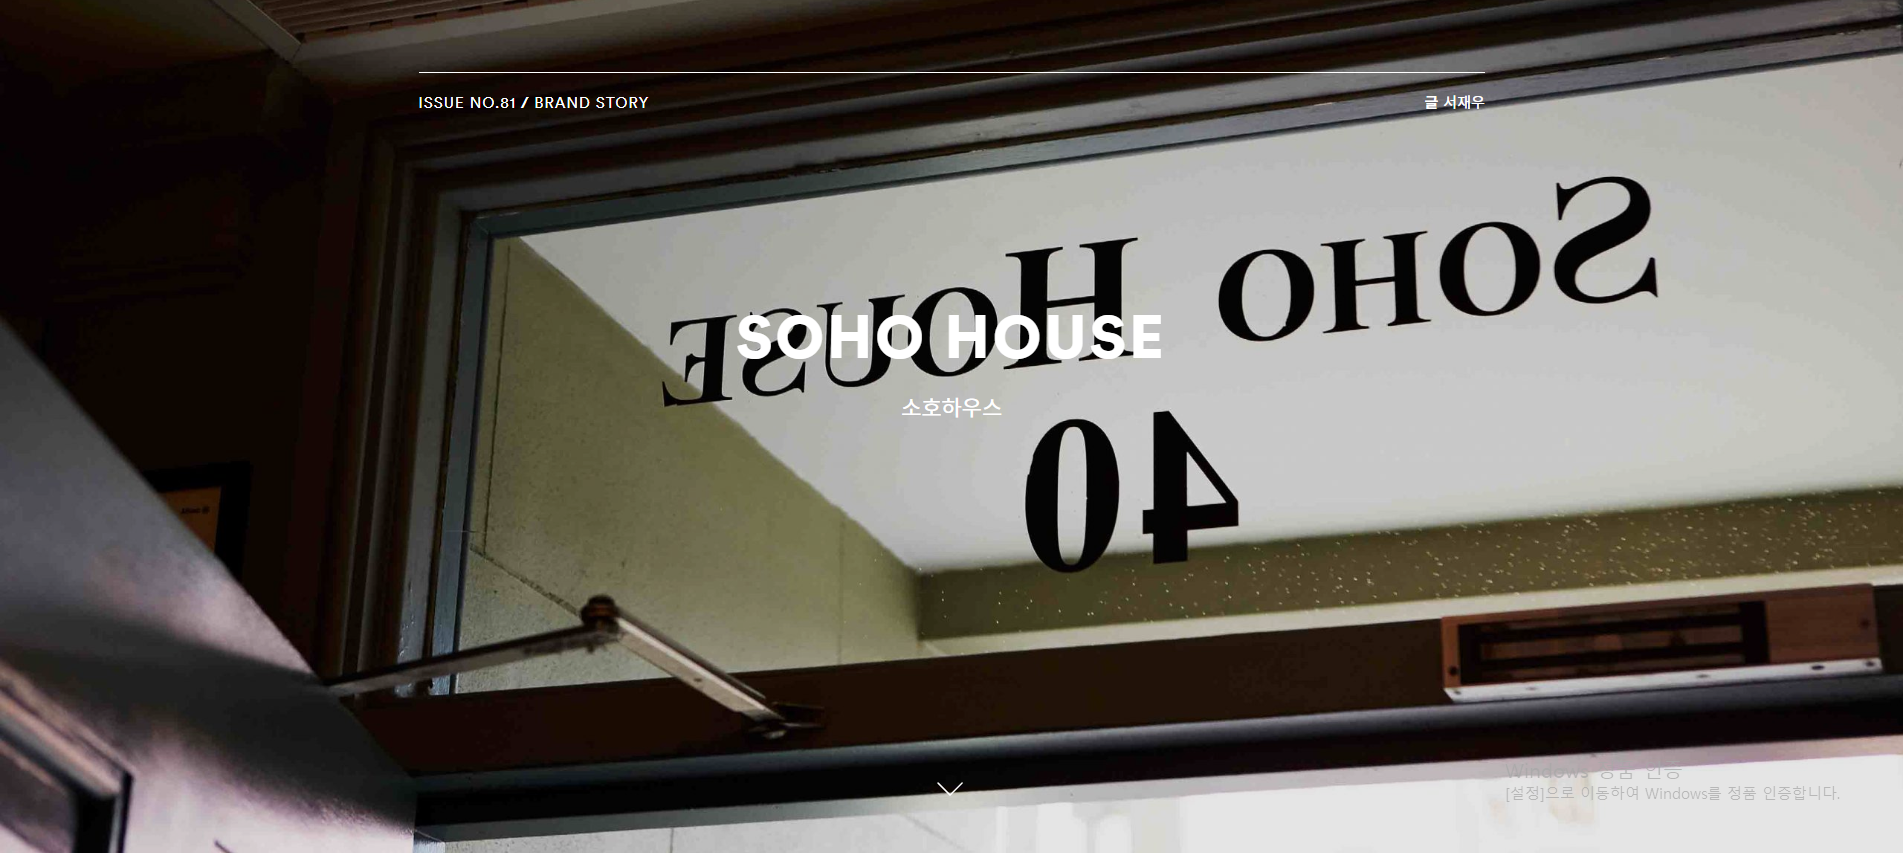 ISSUE NO.81 / BRAND STORY
글 서재우
SOHO HOUSE
SOHO HOUSE
소호하우스
40
Windows 정품 인증
[설정]으로 이동하여 Windows를 정품 인증합니다.